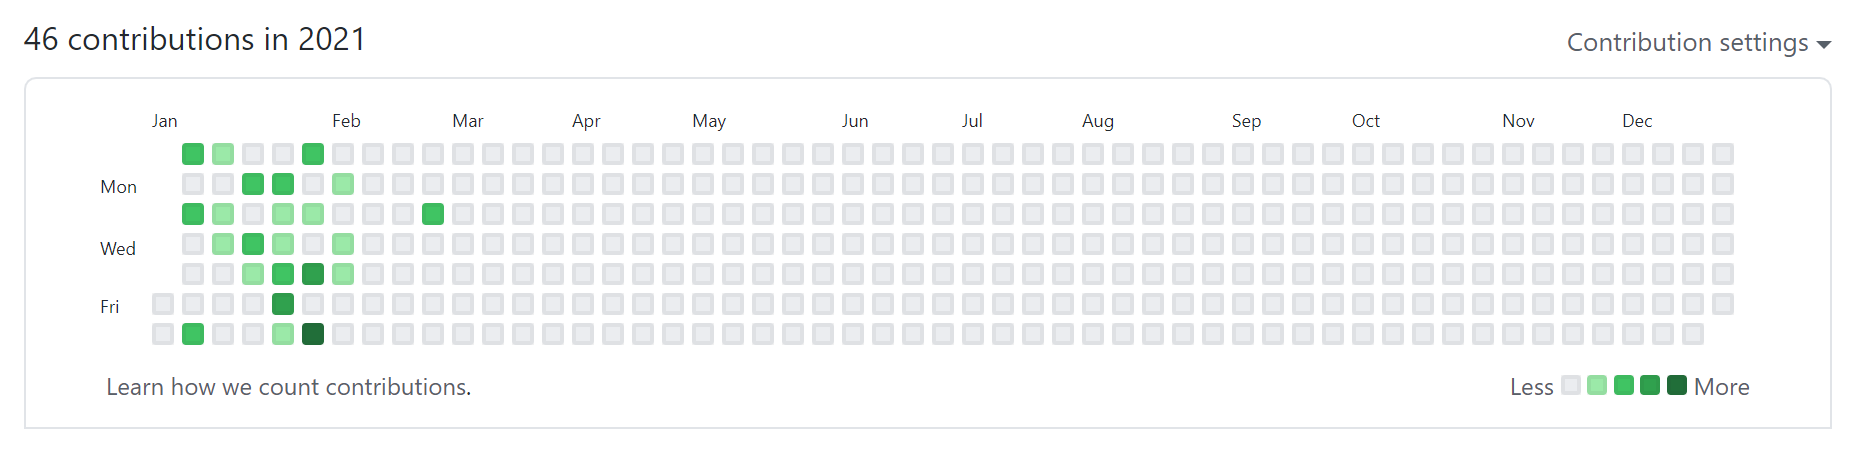 46 contributions in 2021
Contribution settings
Jan Feb Mar Apr May Jun Jul Aug Sep Oct Nov Dec
Mon
Wed
Fri
Learn how we count contributions.
Less More